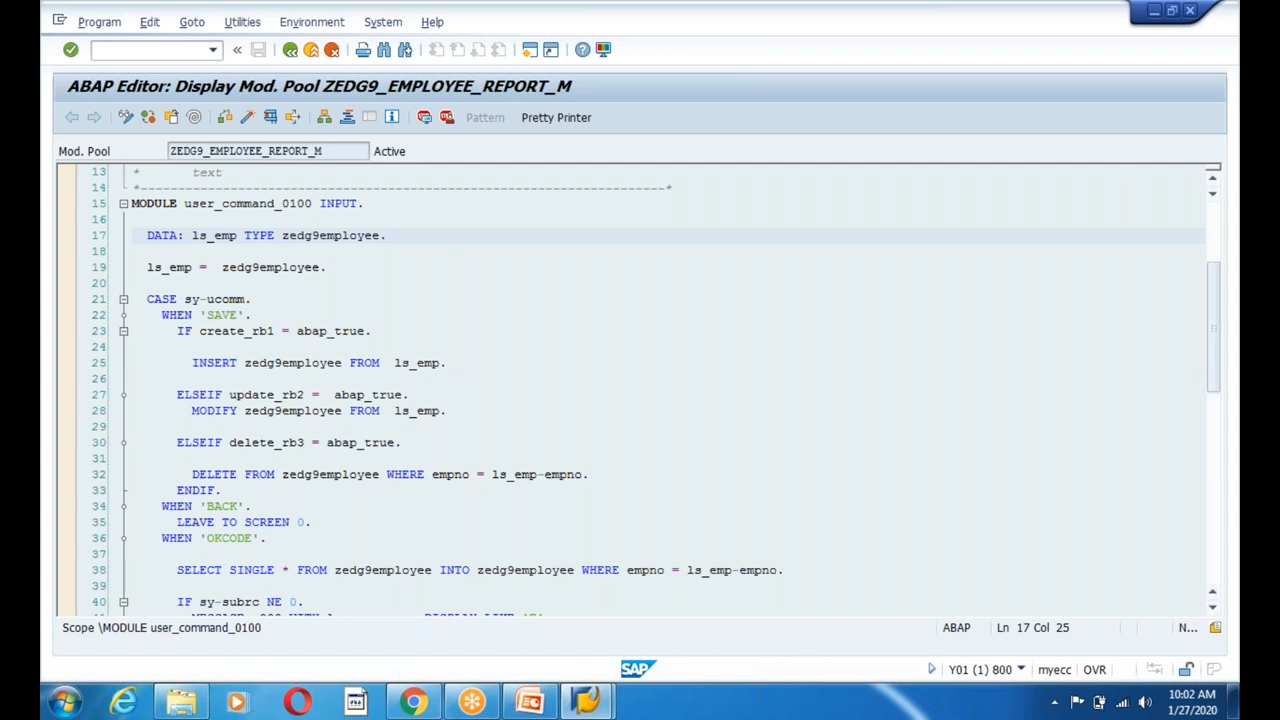 Program Edit Goto Utilities Environment System Help
ABAP Editor: Display Mod. Pool ZEDG9_EMPLOYEE_REPORT_M
Pattern Pretty Printer
Mod. Pool ZEDG9_EMPLOYEE_REPORT_M Active
13 * text
14 *----------------------------------------------------------------------*
15 MODULE user_command_0100 INPUT.
16
17 DATA: ls_emp TYPE zedg9employee.
18
19 ls_emp = zedg9employee.
20
21 CASE sy-ucomm.
22 WHEN 'SAVE'.
23 IF create_rb1 = abap_true.
24
25 INSERT zedg9employee FROM ls_emp.
26
27 ELSEIF update_rb2 = abap_true.
28 MODIFY zedg9employee FROM ls_emp.
29
30 ELSEIF delete_rb3 = abap_true.
31
32 DELETE FROM zedg9employee WHERE empno = ls_emp-empno.
33 ENDIF.
34 WHEN 'BACK'.
35 LEAVE TO SCREEN 0.
36 WHEN 'OKCODE'.
37
38 SELECT SINGLE * FROM zedg9employee INTO zedg9employee WHERE empno = ls_emp-empno.
39
40 IF sy-subrc NE 0.
Scope \MODULE user_command_0100 ABAP Ln 17 Col 25 N...
SAP Y01 (1) 800 myecc OVR
10:02 AM
1/27/2020